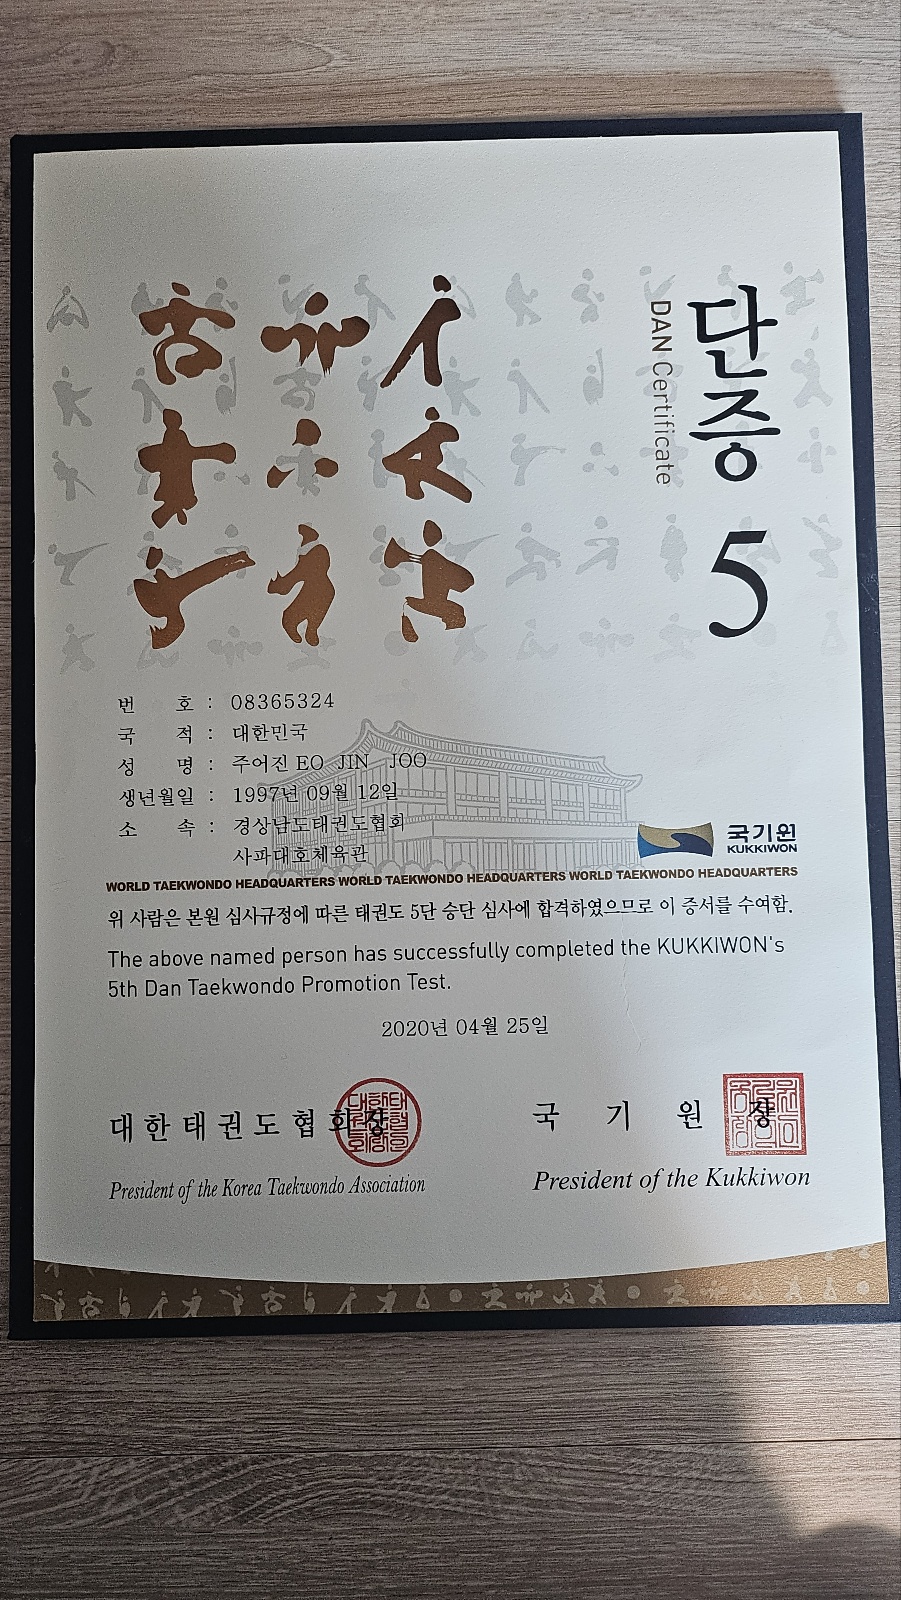 단증
DAN Certificate
5
번 호 : 08365324
국 적 : 대한민국
성 명 : 주어진 EO JIN JOO
생년월일 : 1997년 09월 12일
소 속 : 경상남도태권도협회
사파대호체육관
국기원
KUKKIWON
WORLD TAEKWONDO HEADQUARTERS WORLD TAEKWONDO HEADQUARTERS WORLD TAEKWONDO HEADQUARTERS
위 사람은 본원 심사규정에 따른 태권도 5단 승단 심사에 합격하였으므로 이 증서를 수여함.
The above named person has successfully completed the KUKKIWON's
5th Dan Taekwondo Promotion Test.
2020년 04월 25일
대한태권도협회장
President of the Korea Taekwondo Association
국 기 원 장
President of the Kukkiwon